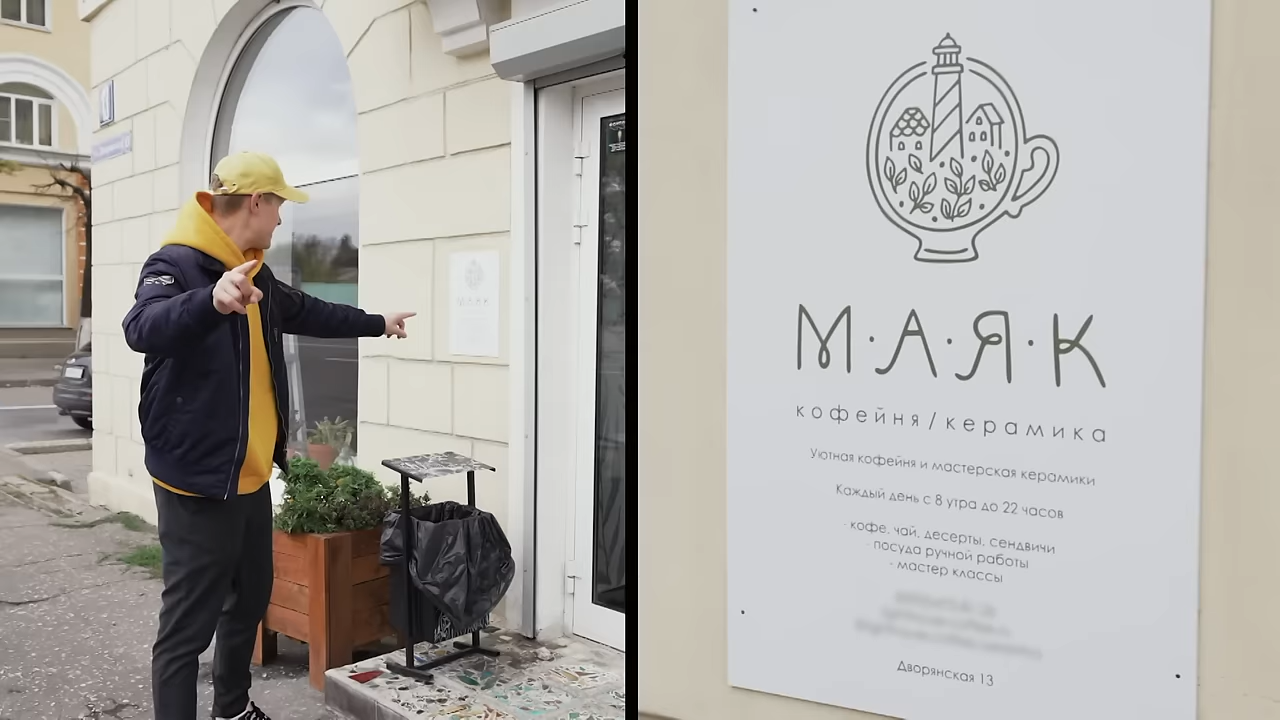 М·А·Я·К
кофейня/керамика
Уютная кофейня и мастерская керамики
Каждый день с 8 утра до 22 часов
- кофе, чай, десерты, сендвичи
- посуда ручной работы
- мастер классы
Дворянская 13